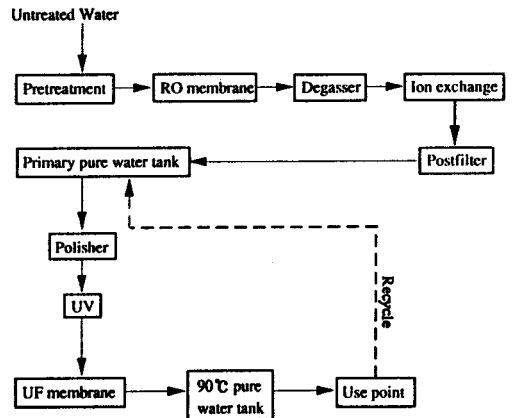 Untreated Water
Pretreatment
RO membrane
Degasser
Ion exchange
Postfilter
Primary pure water tank
Polisher
UV
UF membrane
90℃ pure
water tank
Use point
Recycle